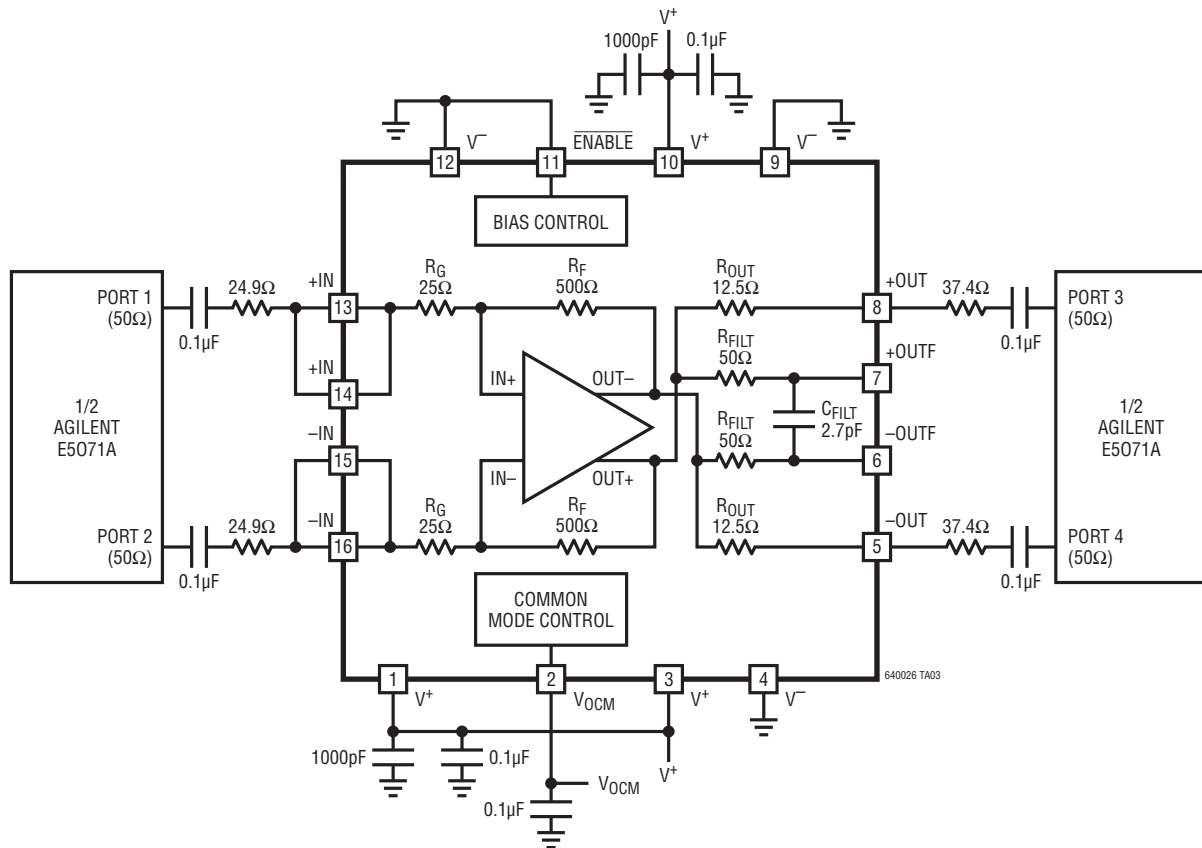 V+
1000pF
0.1µF
V−
ENABLE
V+
V−
12
11
10
9
BIAS CONTROL
PORT 1
(50Ω)
0.1µF
24.9Ω
+IN
13
RG
25Ω
RF
500Ω
ROUT
12.5Ω
+OUT
8
37.4Ω
0.1µF
PORT 3
(50Ω)
+IN
14
IN+
OUT−
RFILT
50Ω
+OUTF
7
CFILT
2.7pF
1/2
AGILENT
E5O71A
1/2
AGILENT
E5O71A
−IN
15
IN−
OUT+
RFILT
50Ω
−OUTF
6
PORT 2
(50Ω)
0.1µF
24.9Ω
−IN
16
RG
25Ω
RF
500Ω
ROUT
12.5Ω
−OUT
5
37.4Ω
0.1µF
PORT 4
(50Ω)
COMMON
MODE CONTROL
640026 TA03
1
2
3
4
V+
VOCM
V+
V−
1000pF
0.1µF
V+
VOCM
0.1µF